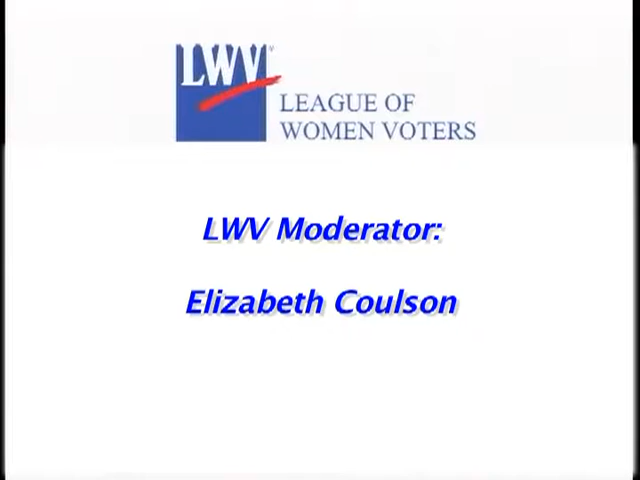 LWV®
LEAGUE OF
WOMEN VOTERS
LWV Moderator:
Elizabeth Coulson